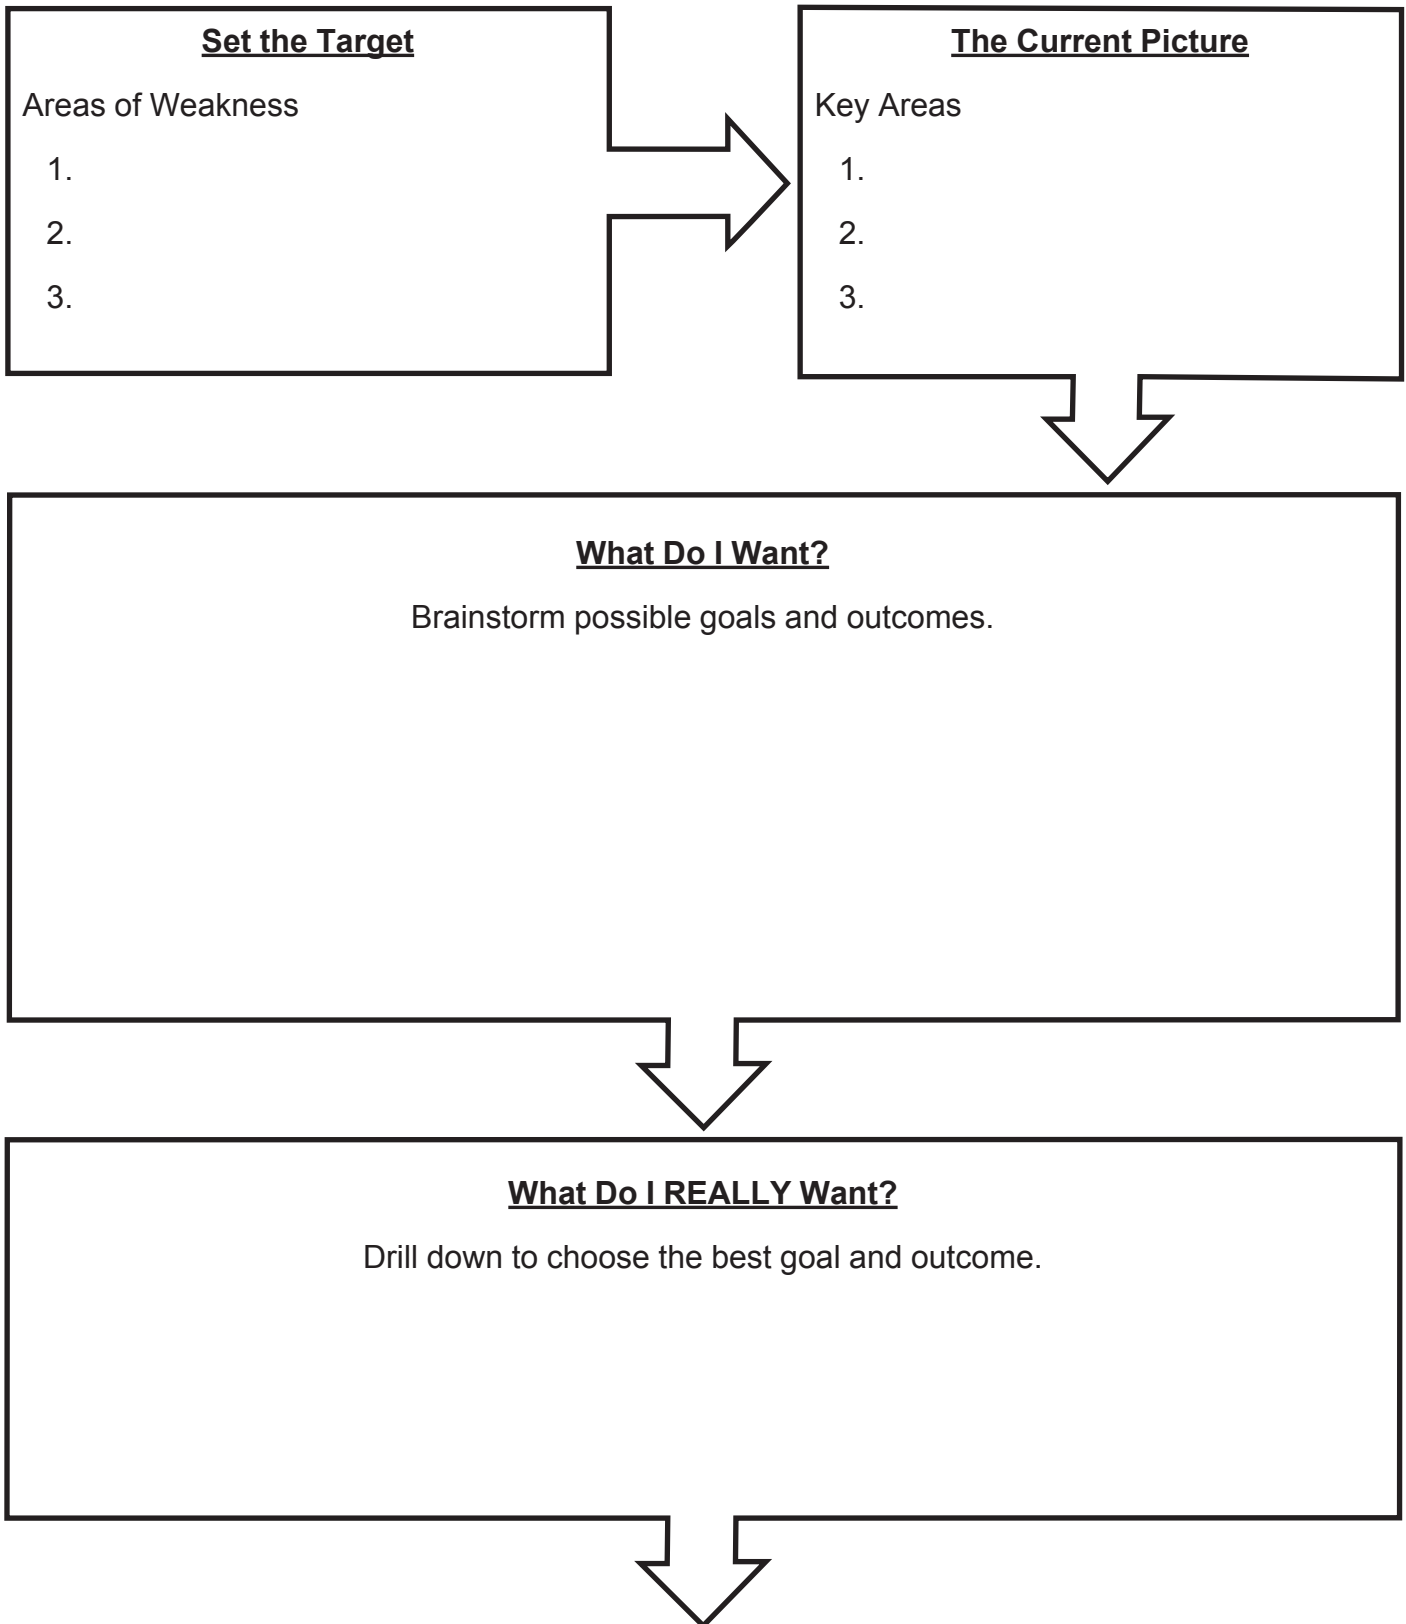 Set the Target
Areas of Weakness
1.
2.
3.
The Current Picture
Key Areas
1.
2.
3.
What Do I Want?
Brainstorm possible goals and outcomes.
What Do I REALLY Want?
Drill down to choose the best goal and outcome.